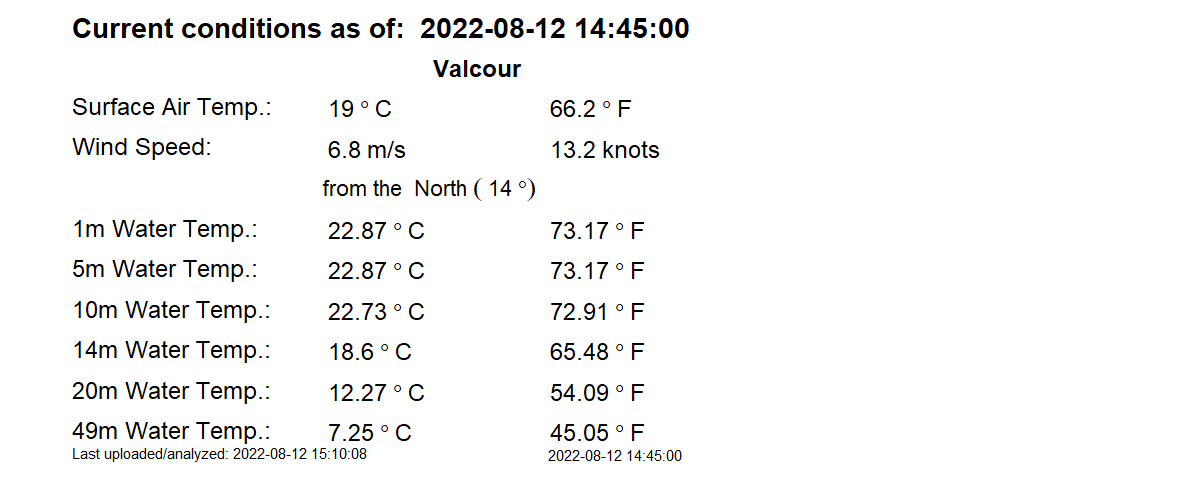 Current conditions as of: 2022-08-12 14:45:00
Valcour
Surface Air Temp.: 19 ° C 66.2 ° F
Wind Speed: 6.8 m/s 13.2 knots
from the North ( 14 °)
1m Water Temp.: 22.87 ° C 73.17 ° F
5m Water Temp.: 22.87 ° C 73.17 ° F
10m Water Temp.: 22.73 ° C 72.91 ° F
14m Water Temp.: 18.6 ° C 65.48 ° F
20m Water Temp.: 12.27 ° C 54.09 ° F
49m Water Temp.: 7.25 ° C 45.05 ° F
Last uploaded/analyzed: 2022-08-12 15:10:08 2022-08-12 14:45:00